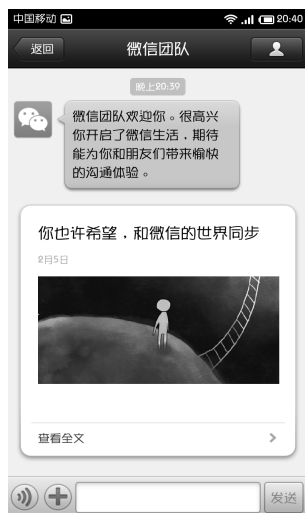 中国移动 20:40
返回 微信团队
晚上20:39
微信团队欢迎你。很高兴
你开启了微信生活，期待
能为你和朋友们带来愉快
的沟通体验。
你也许希望，和微信的世界同步
2月5日
查看全文
发送